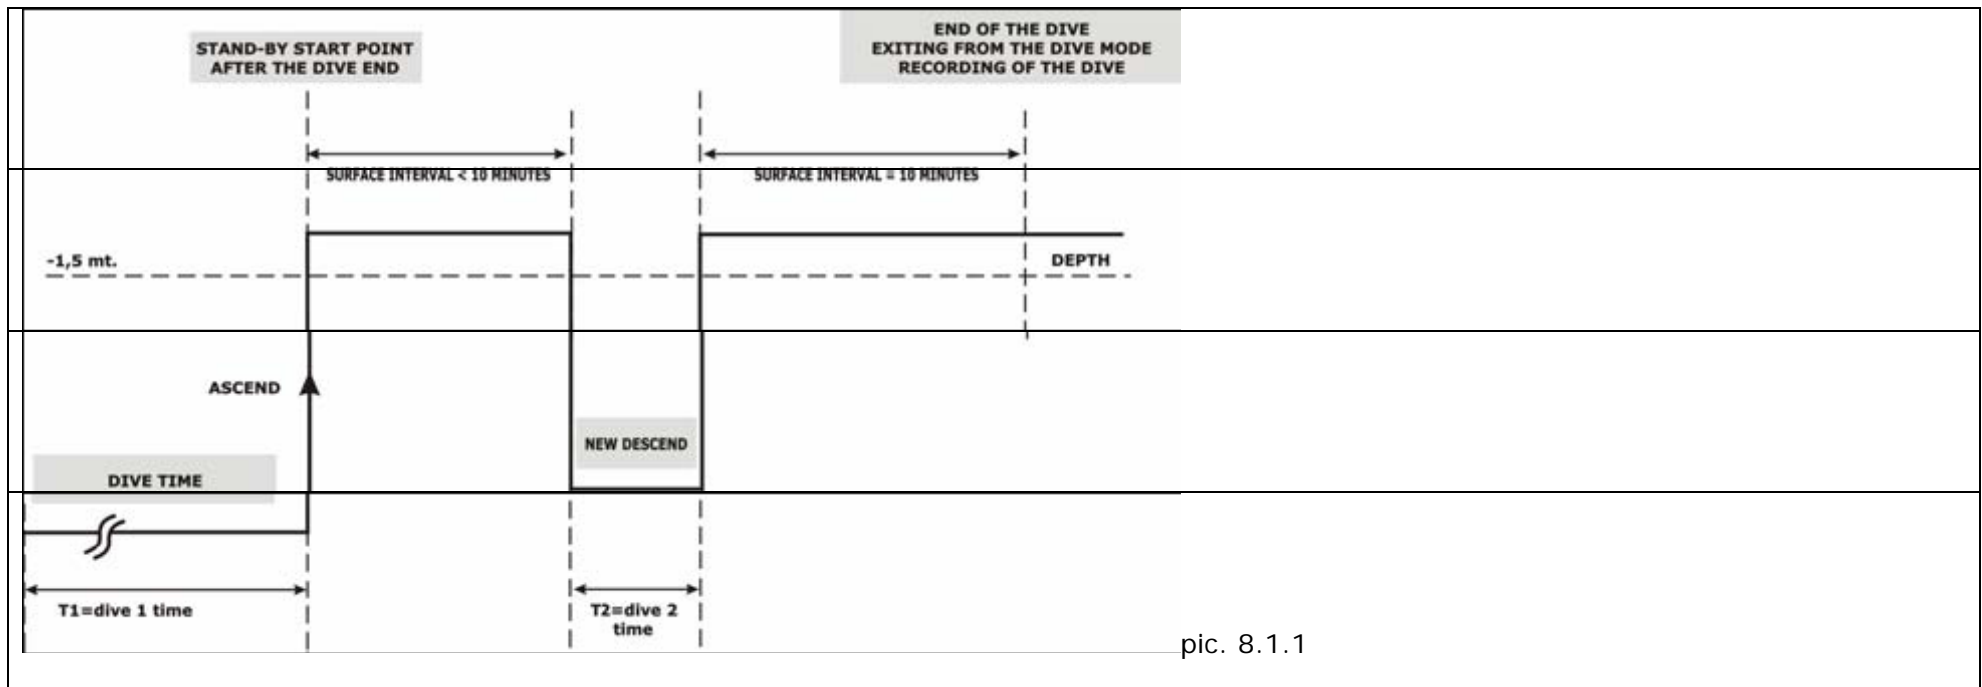 STAND-BY START POINT
AFTER THE DIVE END
END OF THE DIVE
EXITING FROM THE DIVE MODE
RECORDING OF THE DIVE
SURFACE INTERVAL < 10 MINUTES
SURFACE INTERVAL = 10 MINUTES
-1,5 mt.
DEPTH
ASCEND
NEW DESCEND
DIVE TIME
T1=dive 1 time
T2=dive 2
time
pic. 8.1.1